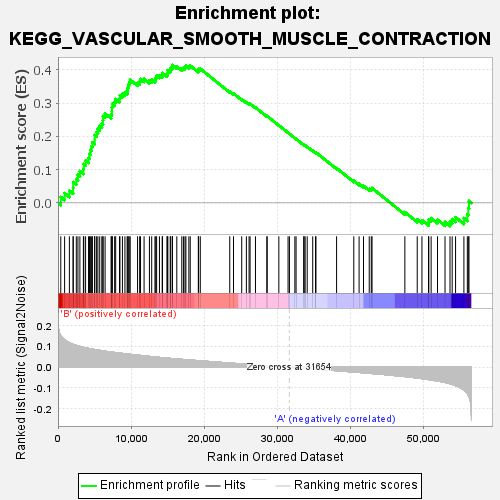 Enrichment plot:
KEGG_VASCULAR_SMOOTH_MUSCLE_CONTRACTION
Enrichment score (ES)
0.4
0.3
0.2
0.1
0.0
'B' (positively correlated)
Ranked list metric (Signal2Noise)
0.2
0.1
0.0
-0.1
-0.2
Zero cross at 31654
'A' (negatively correlated)
0
10,000
20,000
30,000
40,000
50,000
Rank in Ordered Dataset
Enrichment profile
Hits
Ranking metric scores